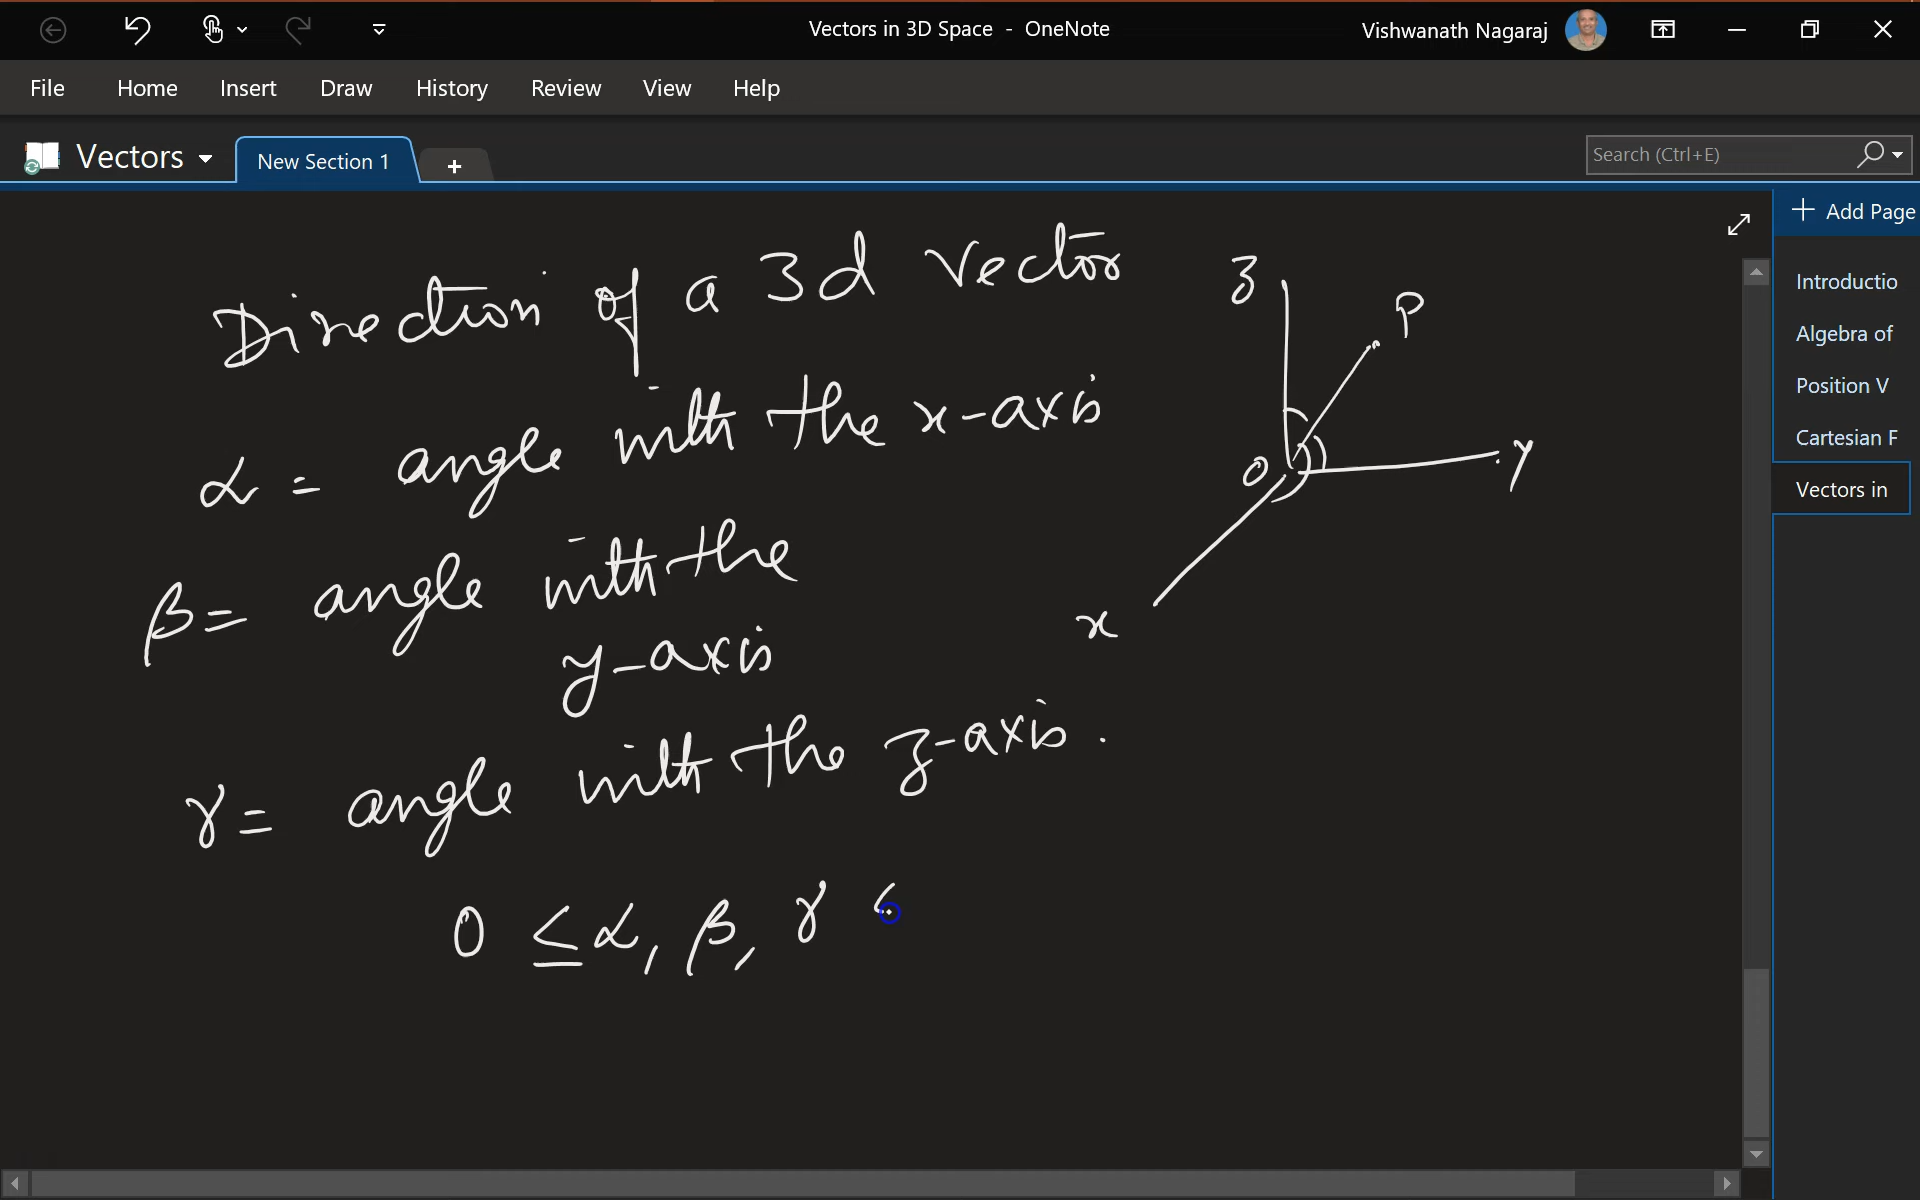 Vectors in 3D Space - OneNote
Vishwanath Nagaraj
File Home Insert Draw History Review View Help
Vectors
New Section 1
+
Search (Ctrl+E)
+ Add Page
Introductio
Algebra of
Position V
Cartesian F
Vectors in
Direction of a 3d Vector
α = angle with the x-axis
β = angle with the
y-axis
γ = angle with the z-axis.
0 ≤ α, β, γ
z
P
O
y
x